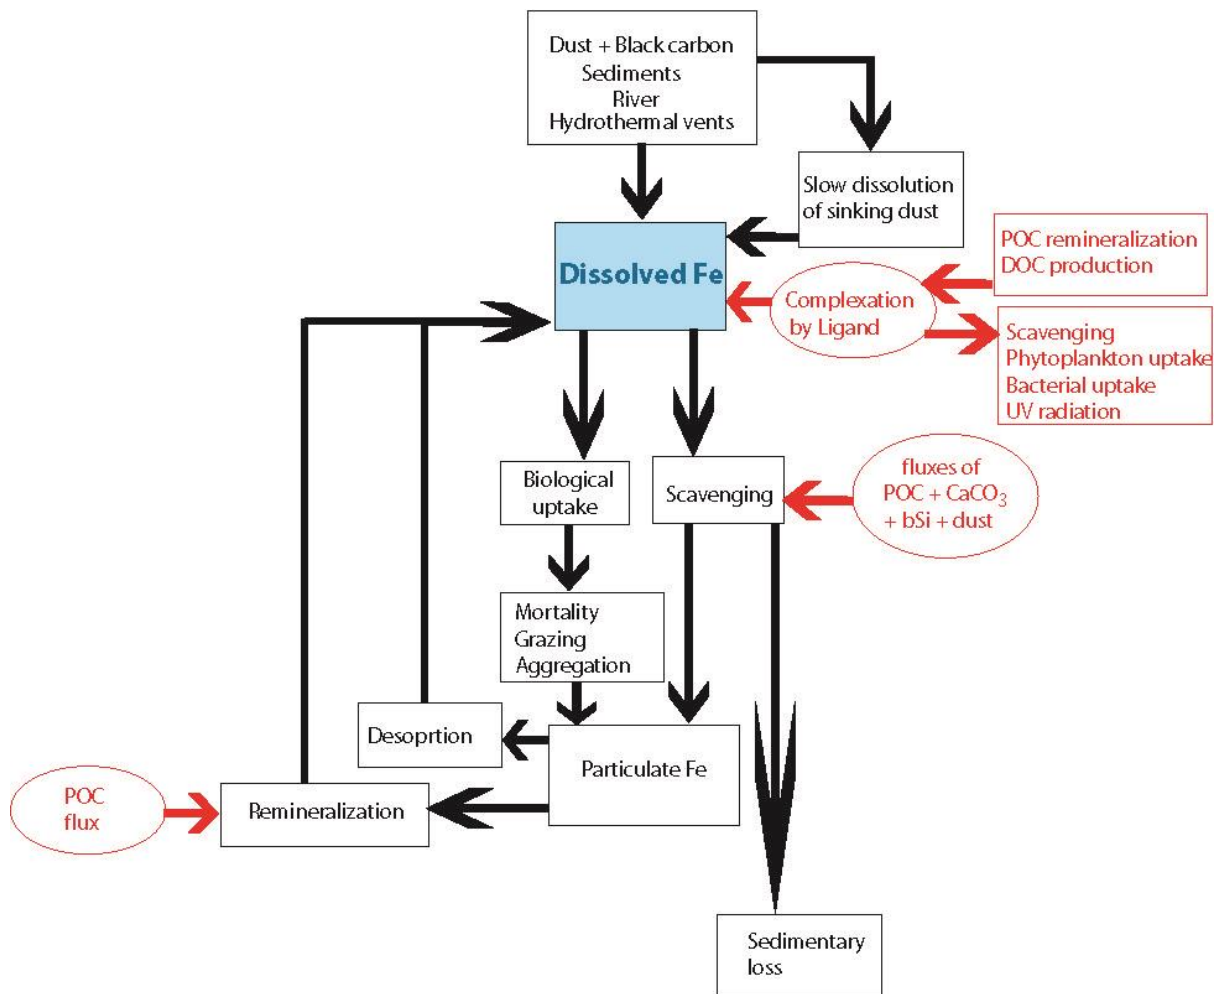 Dust + Black carbon
Sediments
River
Hydrothermal vents
Slow dissolution
of sinking dust
Dissolved Fe
POC remineralization
DOC production
Complexation
by Ligand
Scavenging
Phytoplankton uptake
Bacterial uptake
UV radiation
Biological
uptake
Scavenging
fluxes of
POC + CaCO₃
+ bSi + dust
Mortality
Grazing
Aggregation
Desoprtion
Particulate Fe
POC
flux
Remineralization
Sedimentary
loss